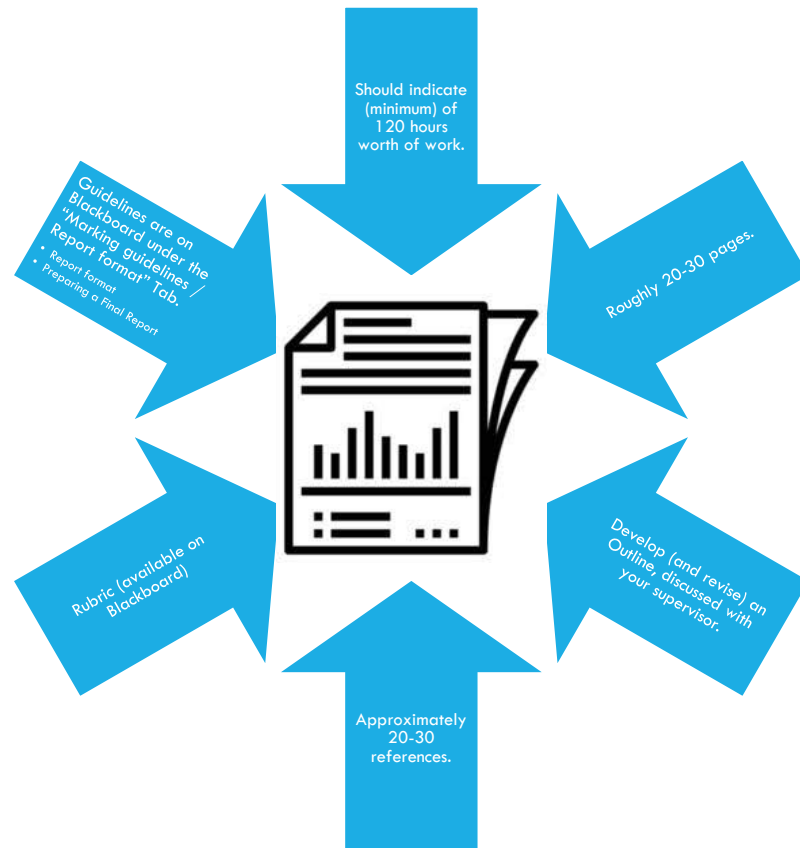 Should indicate
(minimum) of
120 hours
worth of work.
Roughly 20-30 pages.
Develop (and revise) an
Outline, discussed with
your supervisor.
Approximately
20-30
references.
Rubric (available on
Blackboard)
Guidelines are on
Blackboard under the
“Marking guidelines /
Report format” Tab.
• Report format
• Preparing a Final Report